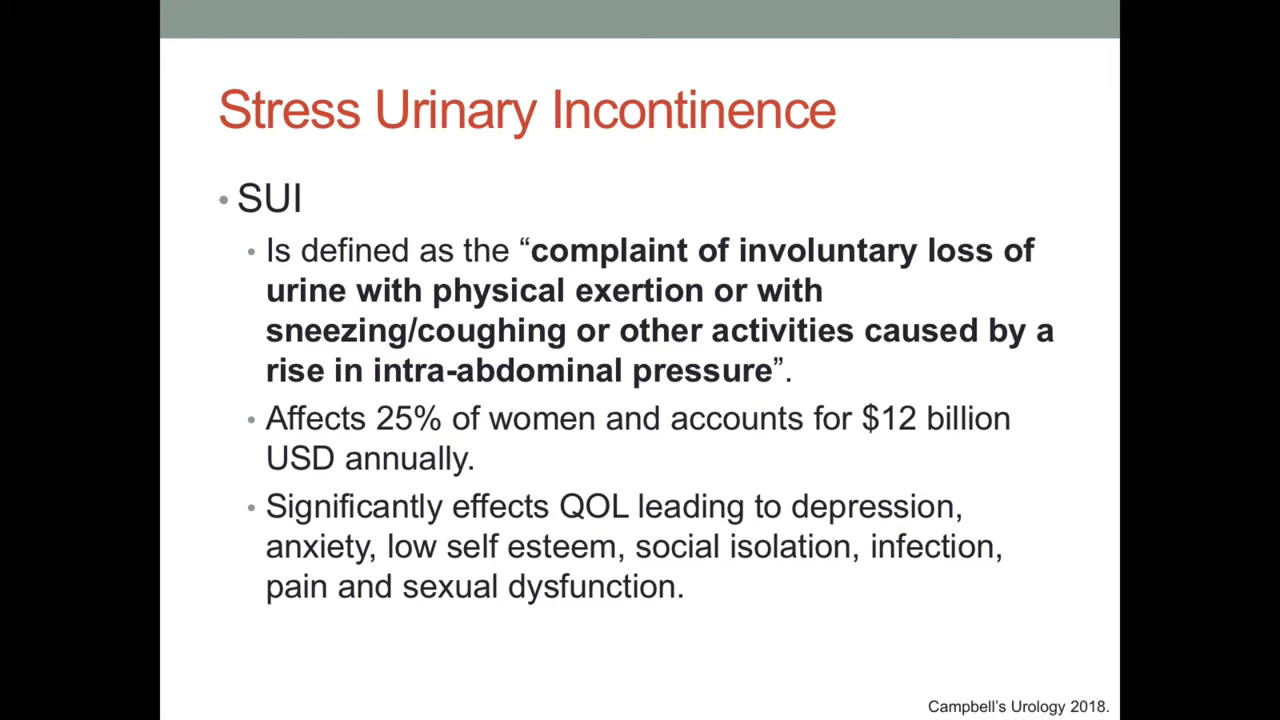 Stress Urinary Incontinence
• SUI
• Is defined as the “complaint of involuntary loss of
urine with physical exertion or with
sneezing/coughing or other activities caused by a
rise in intra-abdominal pressure”.
• Affects 25% of women and accounts for $12 billion
USD annually.
• Significantly effects QOL leading to depression,
anxiety, low self esteem, social isolation, infection,
pain and sexual dysfunction.
Campbell’s Urology 2018.